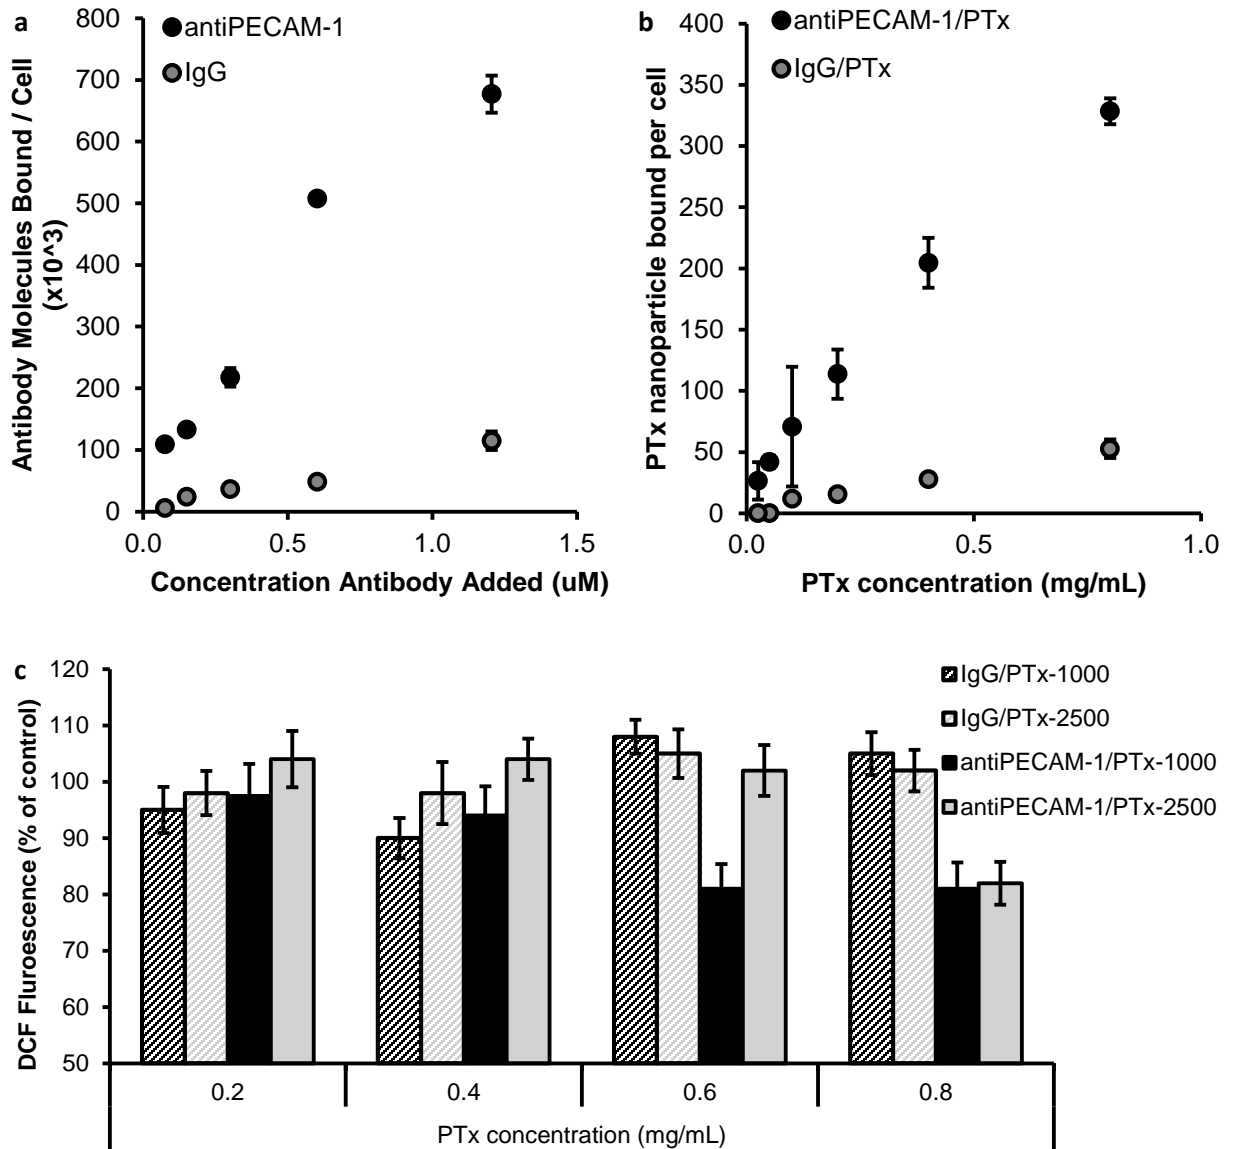 a
antiPECAM-1
IgG
800
700
600
500
400
300
200
100
0
0.0 0.5 1.0 1.5
Antibody Molecules Bound / Cell
(x10^3)
Concentration Antibody Added (uM)
b
antiPECAM-1/PTx
IgG/PTx
400
350
300
250
200
150
100
50
0
0.0 0.5 1.0
PTx nanoparticle bound per cell
PTx concentration (mg/mL)
c
120
110
100
90
80
70
60
50
DCF Fluroescence (% of control)
IgG/PTx-1000
IgG/PTx-2500
antiPECAM-1/PTx-1000
antiPECAM-1/PTx-2500
0.2 0.4 0.6 0.8
PTx concentration (mg/mL)